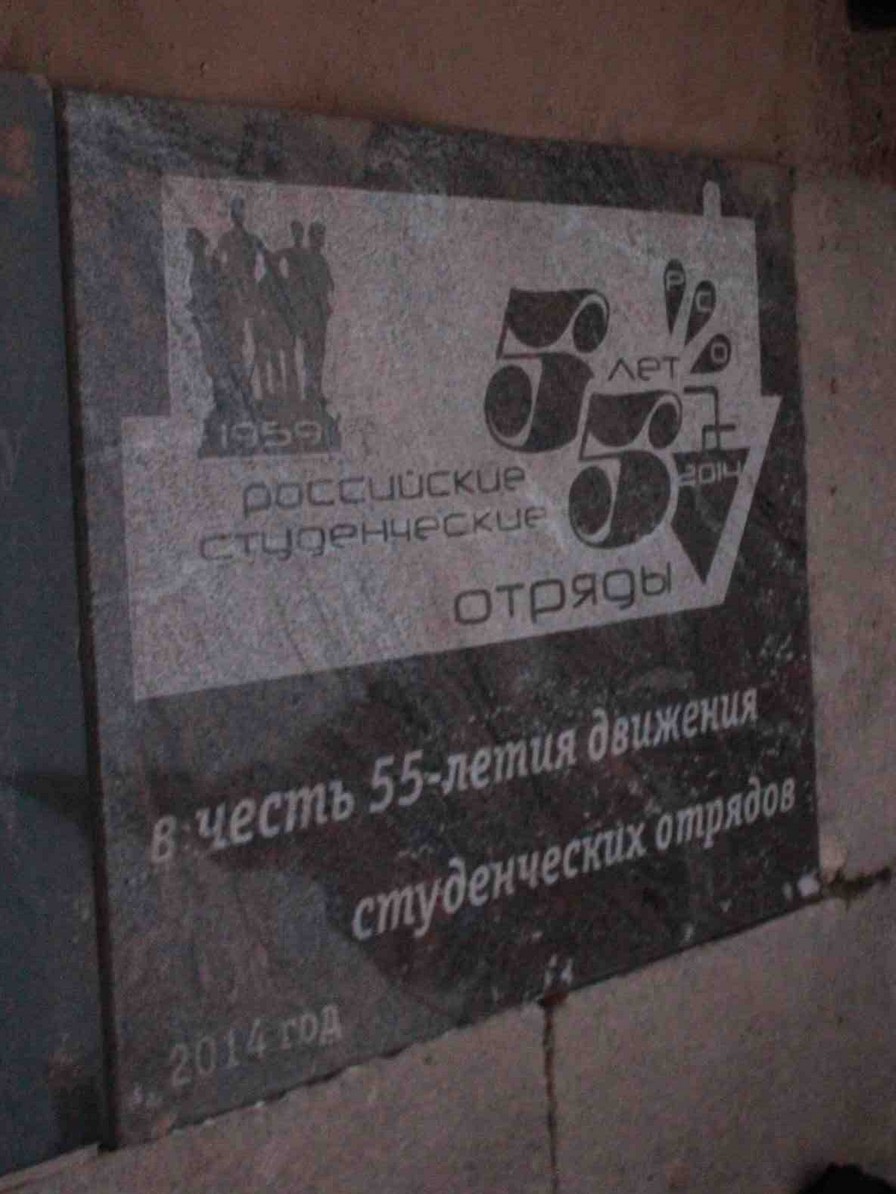 РСО
55
лет
1959
2014
российские
студенческие
отряды
в честь 55-летия движения
студенческих отрядов
2014 год